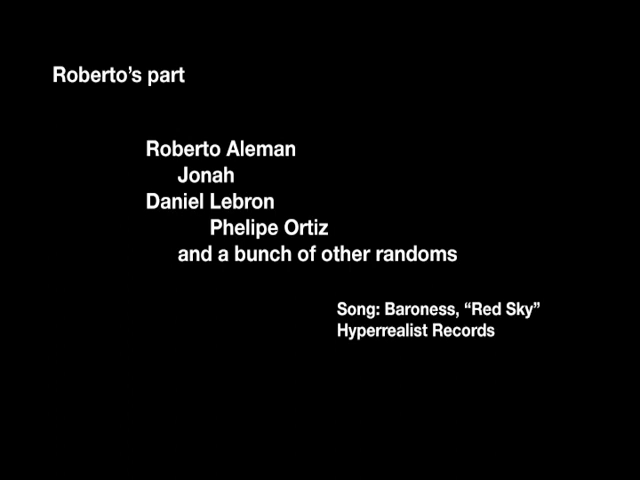 Roberto’s part
Roberto Aleman
Jonah
Daniel Lebron
Phelipe Ortiz
and a bunch of other randoms
Song: Baroness, “Red Sky”
Hyperrealist Records